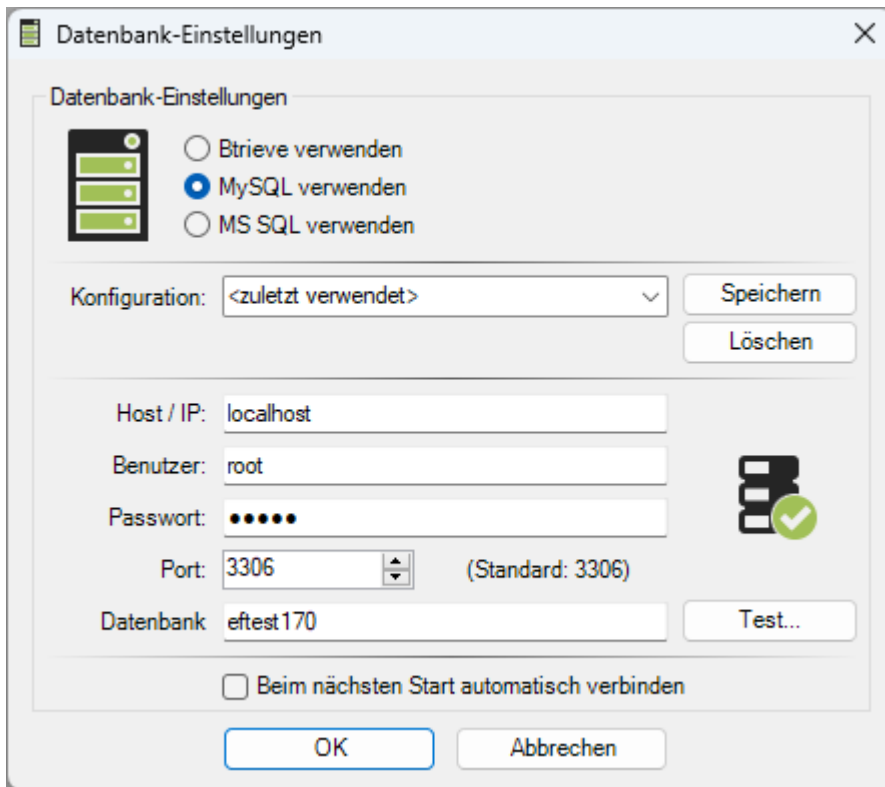 Datenbank-Einstellungen
Datenbank-Einstellungen
Btrieve verwenden
MySQL verwenden
MS SQL verwenden
Konfiguration: <zuletzt verwendet> Speichern
Löschen
Host / IP: localhost
Benutzer: root
Passwort: •••••
Port: 3306 (Standard: 3306)
Datenbank eftest170 Test...
Beim nächsten Start automatisch verbinden
OK Abbrechen